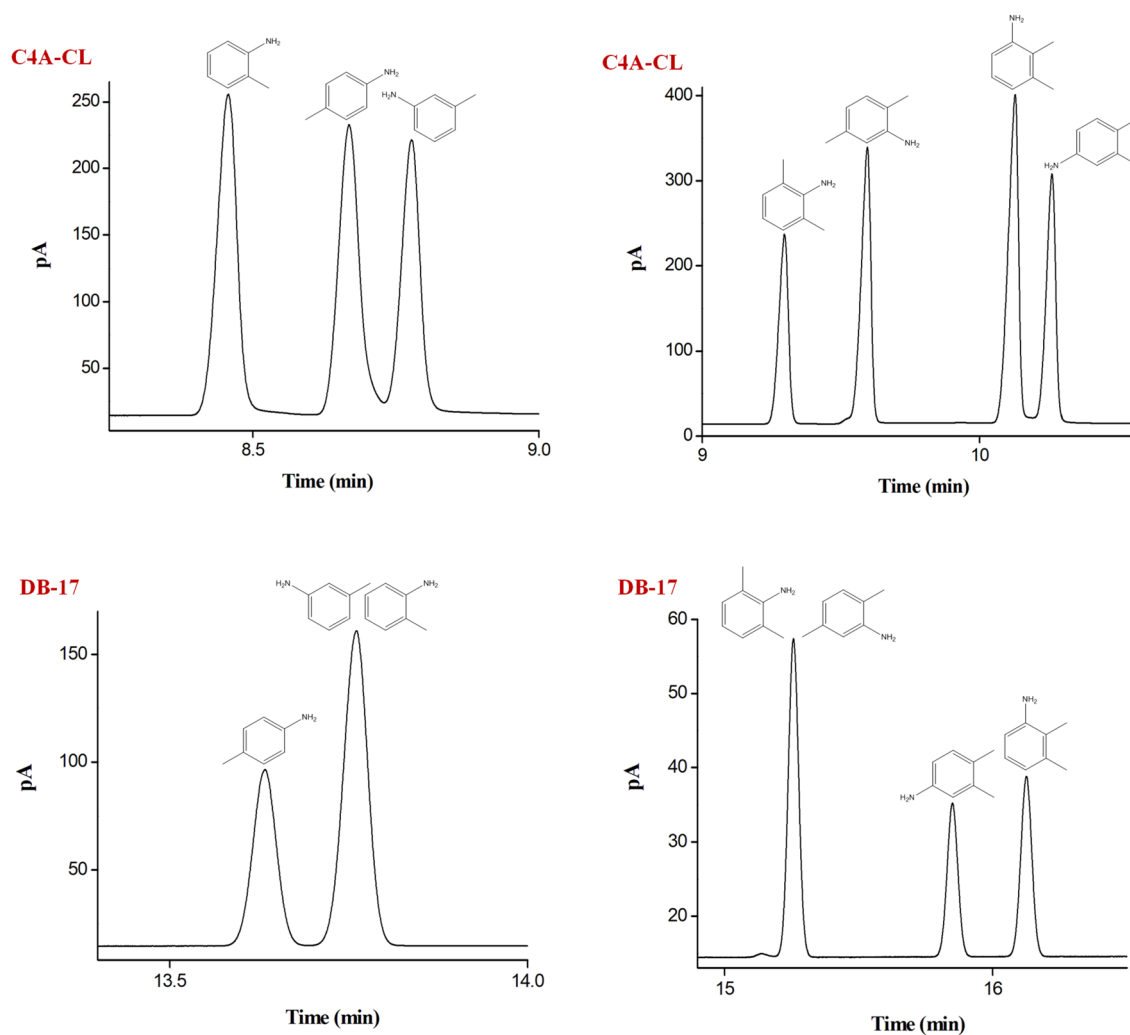 C4A-CL
NH₂
NH₂
H₂N
250
200
150
100
50
pA
8.5
9.0
Time (min)
C4A-CL
NH₂
NH₂
NH₂
H₂N
400
300
200
100
0
pA
9
10
Time (min)
DB-17
H₂N
NH₂
NH₂
150
100
50
pA
13.5
14.0
Time (min)
DB-17
NH₂
NH₂
NH₂
H₂N
60
50
40
30
20
pA
15
16
Time (min)